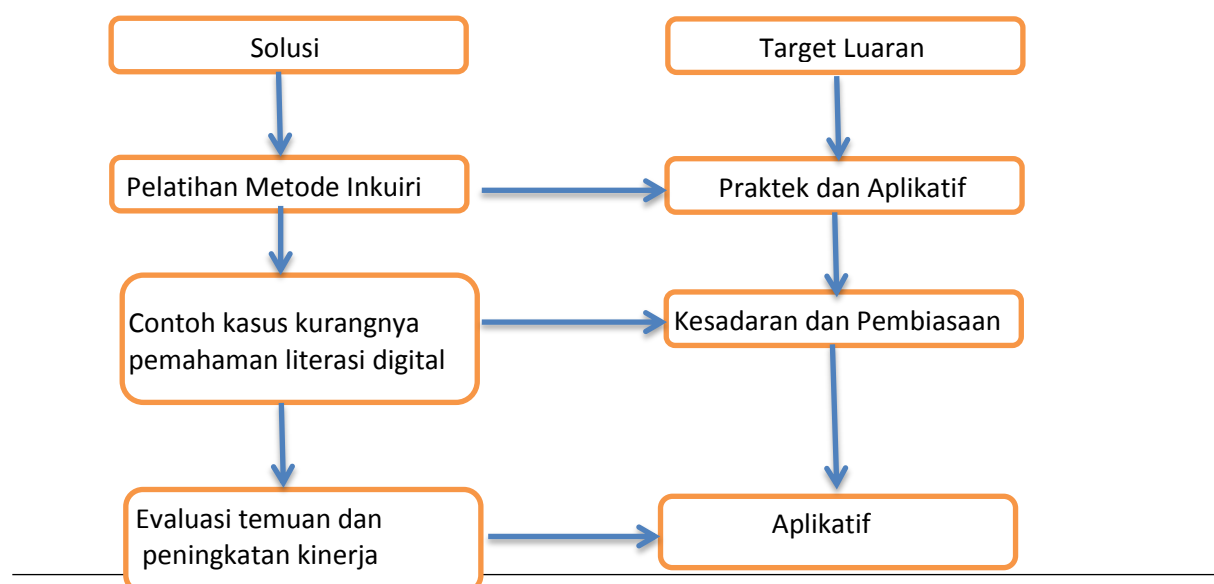 Solusi
Target Luaran
Pelatihan Metode Inkuiri
Praktek dan Aplikatif
Contoh kasus kurangnya
pemahaman literasi digital
Kesadaran dan Pembiasaan
Evaluasi temuan dan
peningkatan kinerja
Aplikatif